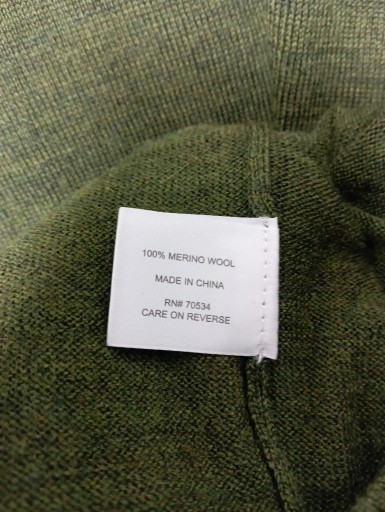 100% MERINO WOOL
MADE IN CHINA
RN# 70534
CARE ON REVERSE